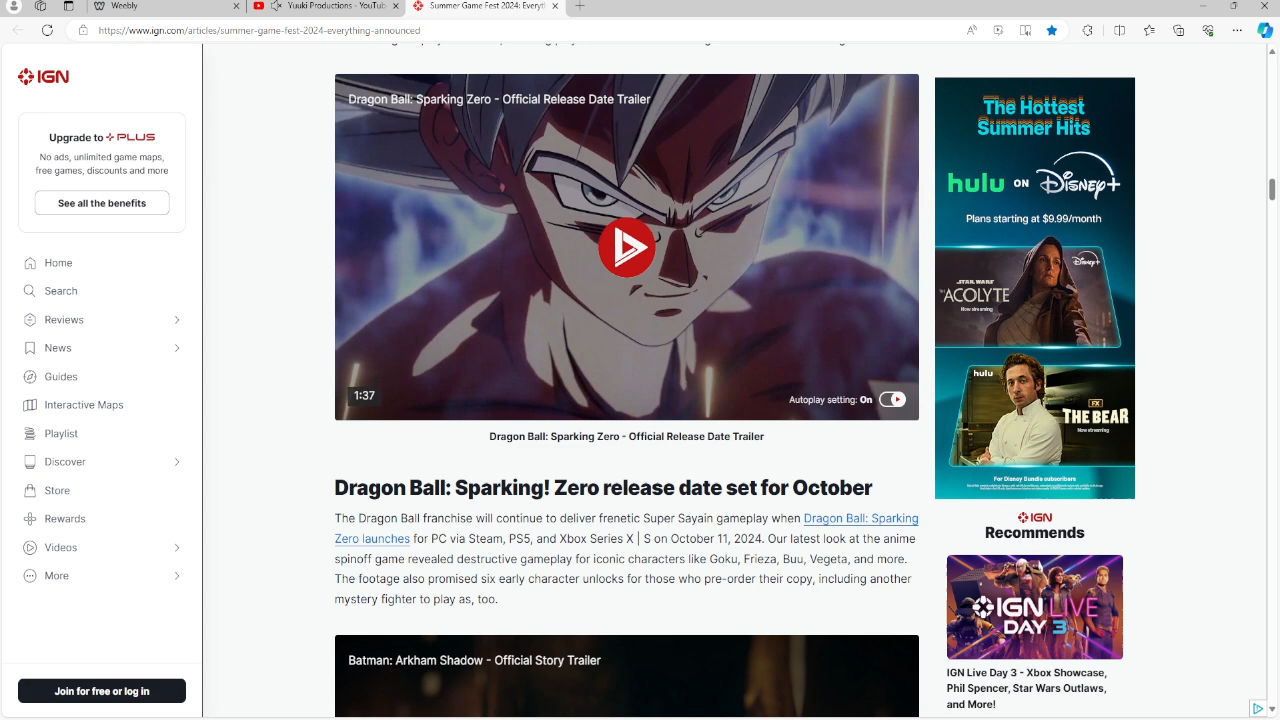 Weebly
Yuuki Productions - YouTub
Summer Game Fest 2024: Everyt
https://www.ign.com/articles/summer-game-fest-2024-everything-announced
IGN
Upgrade to PLUS
No ads, unlimited game maps,
free games, discounts and more
See all the benefits
Home
Search
Reviews
News
Guides
Interactive Maps
Playlist
Discover
Store
Rewards
Videos
More
Join for free or log in
Dragon Ball: Sparking Zero - Official Release Date Trailer
1:37
Autoplay setting: On
Dragon Ball: Sparking Zero - Official Release Date Trailer
Dragon Ball: Sparking! Zero release date set for October
The Dragon Ball franchise will continue to deliver frenetic Super Sayain gameplay when Dragon Ball: Sparking
Zero launches for PC via Steam, PS5, and Xbox Series X | S on October 11, 2024. Our latest look at the anime
spinoff game revealed destructive gameplay for iconic characters like Goku, Frieza, Buu, Vegeta, and more.
The footage also promised six early character unlocks for those who pre-order their copy, including another
mystery fighter to play as, too.
Batman: Arkham Shadow - Official Story Trailer
The Hottest
Summer Hits
hulu ON Disney+
Plans starting at $9.99/month
Disney+
STAR WARS
THE ACOLYTE
Now streaming
hulu
FX
THE BEAR
Now streaming
For Disney Bundle subscribers
IGN
Recommends
IGN LIVE
DAY 3
IGN Live Day 3 - Xbox Showcase,
Phil Spencer, Star Wars Outlaws,
and More!